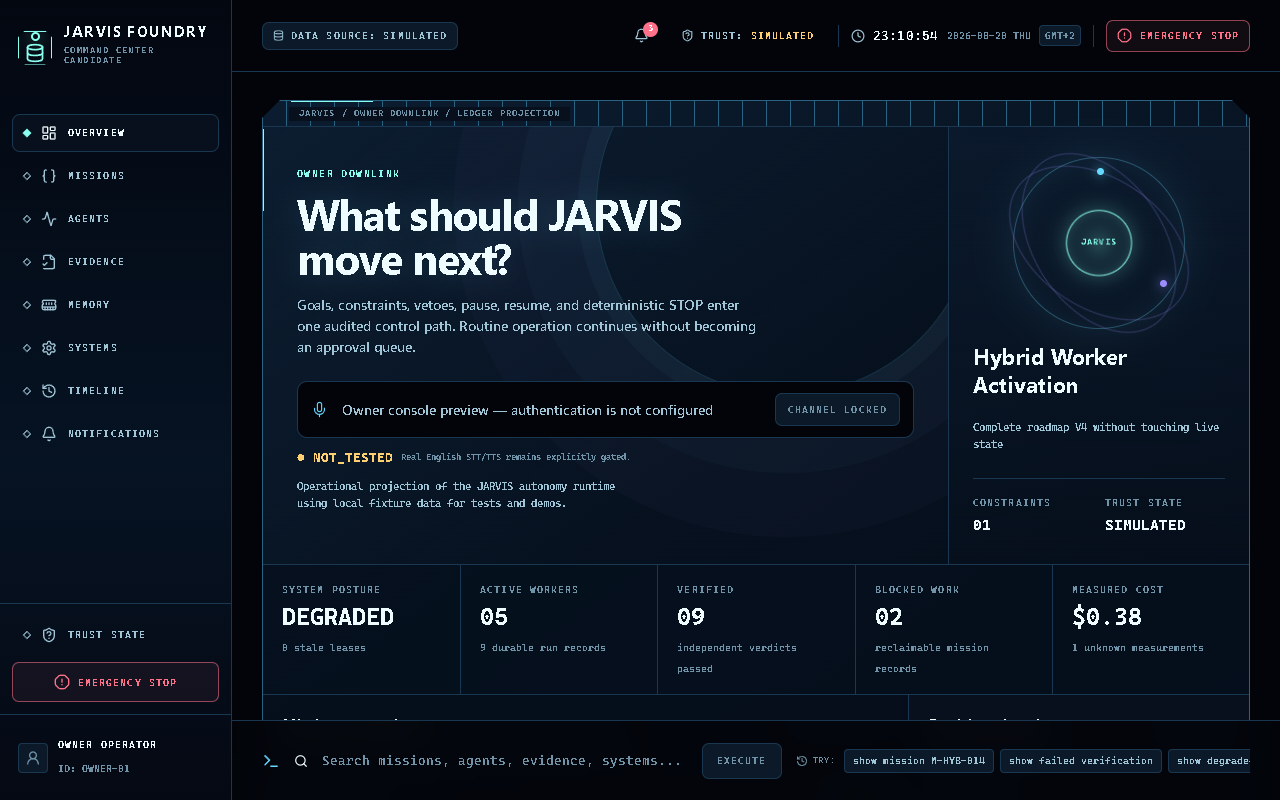 JARVIS FOUNDRY
COMMAND CENTER
CANDIDATE
OVERVIEW
MISSIONS
AGENTS
EVIDENCE
MEMORY
SYSTEMS
TIMELINE
NOTIFICATIONS
TRUST STATE
EMERGENCY STOP
OWNER OPERATOR
ID: OWNER-01
DATA SOURCE: SIMULATED
3
TRUST: SIMULATED
23:10:54 2026-08-20 THU GMT+2
EMERGENCY STOP
JARVIS / OWNER DOWNLINK / LEDGER PROJECTION
OWNER DOWNLINK
What should JARVIS
move next?
Goals, constraints, vetoes, pause, resume, and deterministic STOP enter
one audited control path. Routine operation continues without becoming
an approval queue.
Owner console preview — authentication is not configured
CHANNEL LOCKED
NOT_TESTED Real English STT/TTS remains explicitly gated.
Operational projection of the JARVIS autonomy runtime
using local fixture data for tests and demos.
JARVIS
Hybrid Worker
Activation
Complete roadmap V4 without touching live
state
CONSTRAINTS
01
TRUST STATE
SIMULATED
SYSTEM POSTURE
DEGRADED
0 stale leases
ACTIVE WORKERS
05
9 durable run records
VERIFIED
09
independent verdicts
passed
BLOCKED WORK
02
reclaimable mission
records
MEASURED COST
$0.38
1 unknown measurements
Search missions, agents, evidence, systems...
EXECUTE
TRY:
show mission M-HYB-014
show failed verification
show degrade